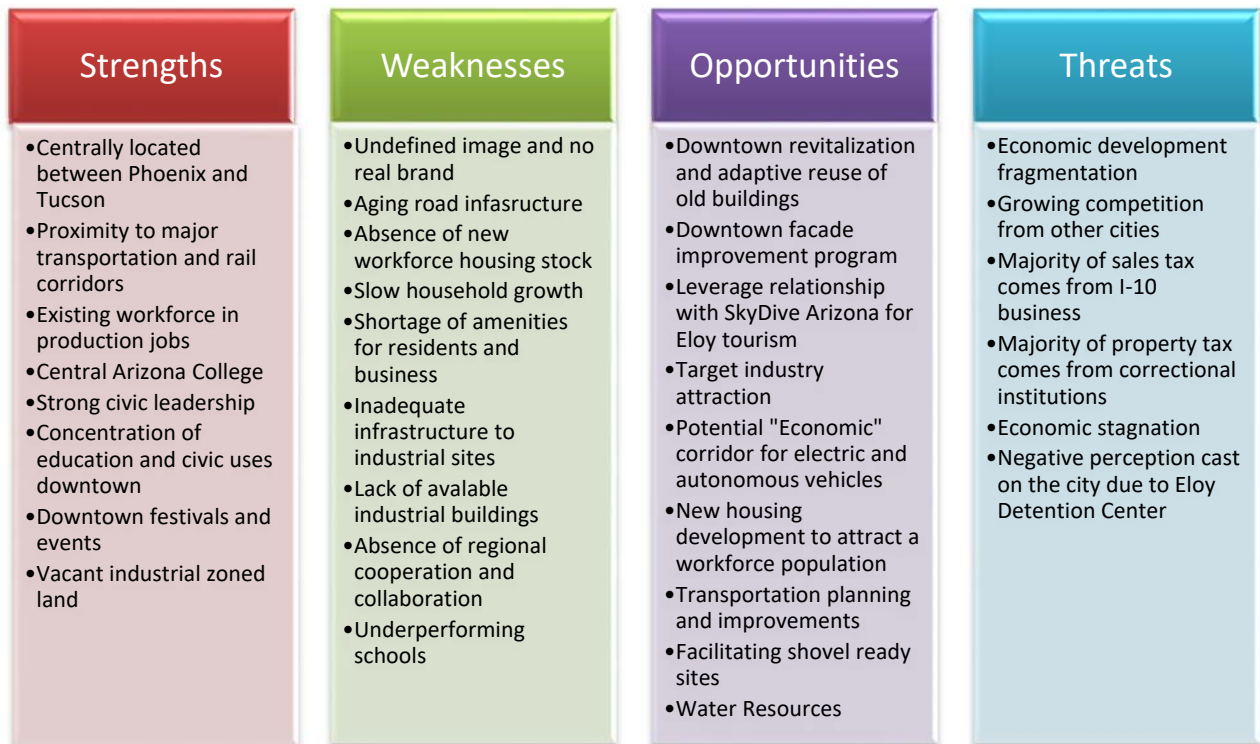 Strengths
•Centrally located
between Phoenix and
Tucson
•Proximity to major
transportation and rail
corridors
•Existing workforce in
production jobs
•Central Arizona College
•Strong civic leadership
•Concentration of
education and civic uses
downtown
•Downtown festivals and
events
•Vacant industrial zoned
land
Weaknesses
•Undefined image and no
real brand
•Aging road infasructure
•Absence of new
workforce housing stock
•Slow household growth
•Shortage of amenities
for residents and
business
•Inadequate
infrastructure to
industrial sites
•Lack of avalable
industrial buildings
•Absence of regional
cooperation and
collaboration
•Underperforming
schools
Opportunities
•Downtown revitalization
and adaptive reuse of
old buildings
•Downtown facade
improvement program
•Leverage relationship
with SkyDive Arizona for
Eloy tourism
•Target industry
attraction
•Potential "Economic"
corridor for electric and
autonomous vehicles
•New housing
development to attract a
workforce population
•Transportation planning
and improvements
•Facilitating shovel ready
sites
•Water Resources
Threats
•Economic development
fragmentation
•Growing competition
from other cities
•Majority of sales tax
comes from I-10
business
•Majority of property tax
comes from correctional
institutions
•Economic stagnation
•Negative perception cast
on the city due to Eloy
Detention Center